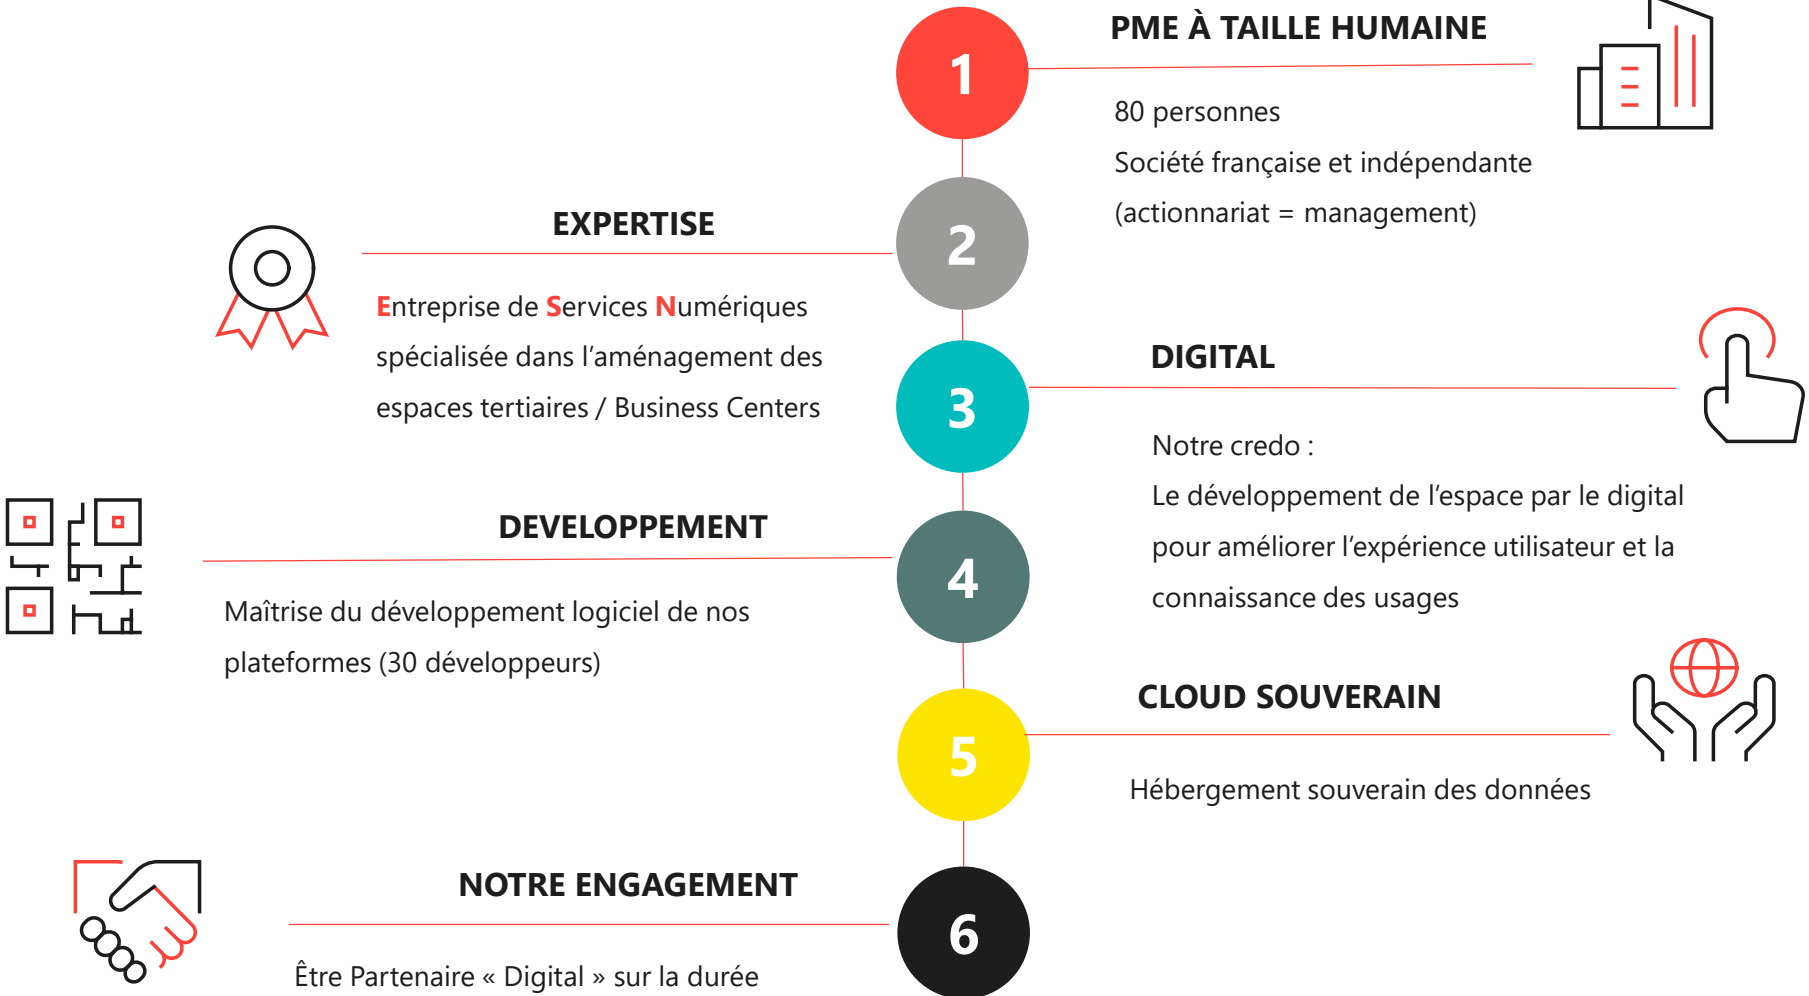 1
PME À TAILLE HUMAINE
80 personnes
Société française et indépendante
(actionnariat = management)
2
EXPERTISE
Entreprise de Services Numériques
spécialisée dans l’aménagement des
espaces tertiaires / Business Centers
3
DIGITAL
Notre credo :
Le développement de l’espace par le digital
pour améliorer l’expérience utilisateur et la
connaissance des usages
4
DEVELOPPEMENT
Maîtrise du développement logiciel de nos
plateformes (30 développeurs)
5
CLOUD SOUVERAIN
Hébergement souverain des données
6
NOTRE ENGAGEMENT
Être Partenaire « Digital » sur la durée